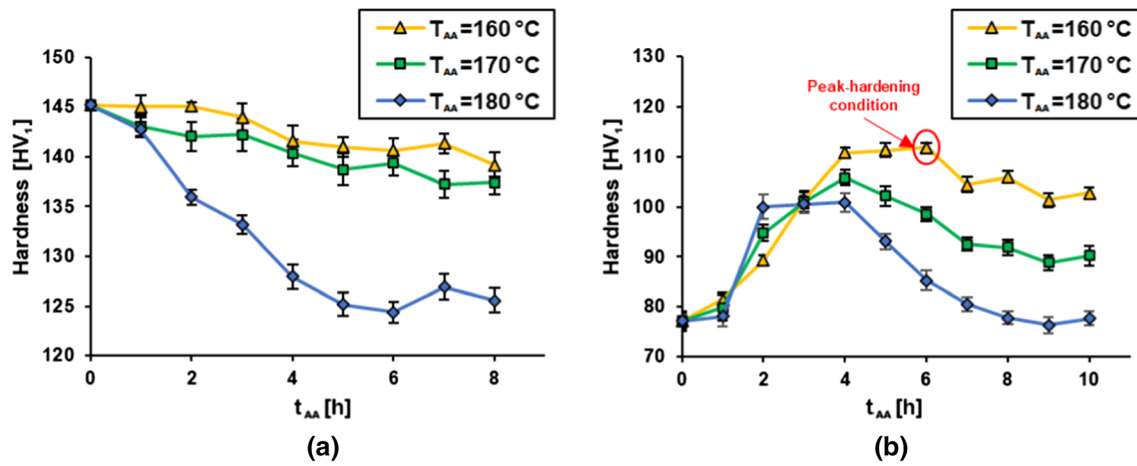 T_AA=160 °C
T_AA=170 °C
T_AA=180 °C
150
145
140
135
130
125
120
Hardness [HV₁]
0
2
4
6
8
t_AA [h]
(a)
T_AA=160 °C
T_AA=170 °C
T_AA=180 °C
Peak-hardening
condition
130
120
110
100
90
80
70
Hardness [HV₁]
0
2
4
6
8
10
t_AA [h]
(b)